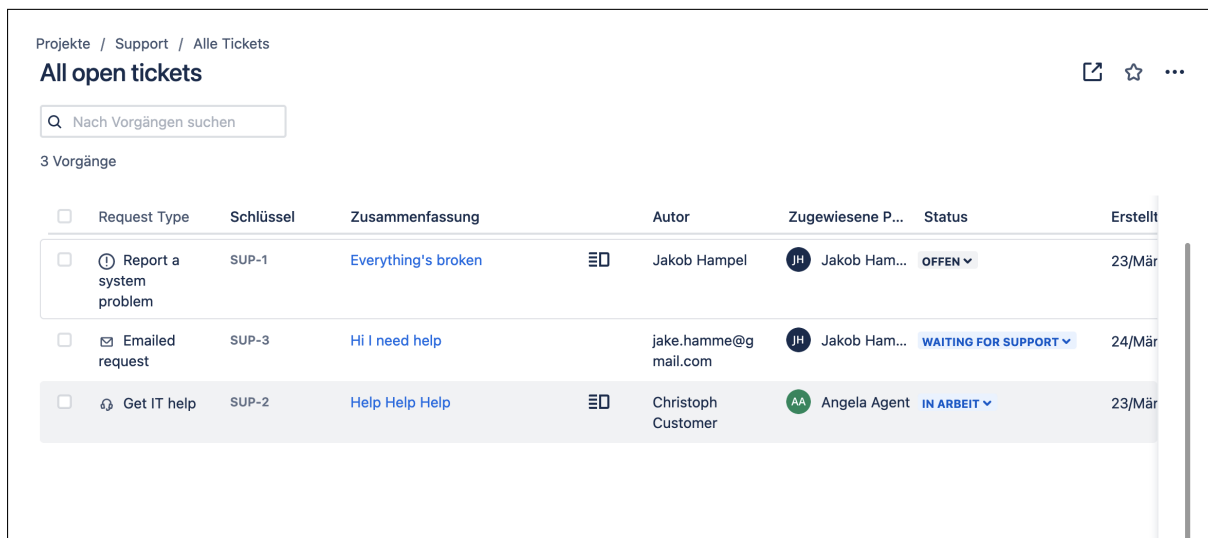 Projekte / Support / Alle Tickets
All open tickets
Nach Vorgängen suchen
3 Vorgänge
Request Type Schlüssel Zusammenfassung Autor Zugewiesene P... Status Erstellt
Report a SUP-1 Everything's broken Jakob Hampel JH Jakob Ham... OFFEN 23/Mär
system
problem
Emailed SUP-3 Hi I need help jake.hamme@g JH Jakob Ham... WAITING FOR SUPPORT 24/Mär
request mail.com
Get IT help SUP-2 Help Help Help Christoph AA Angela Agent IN ARBEIT 23/Mär
Customer